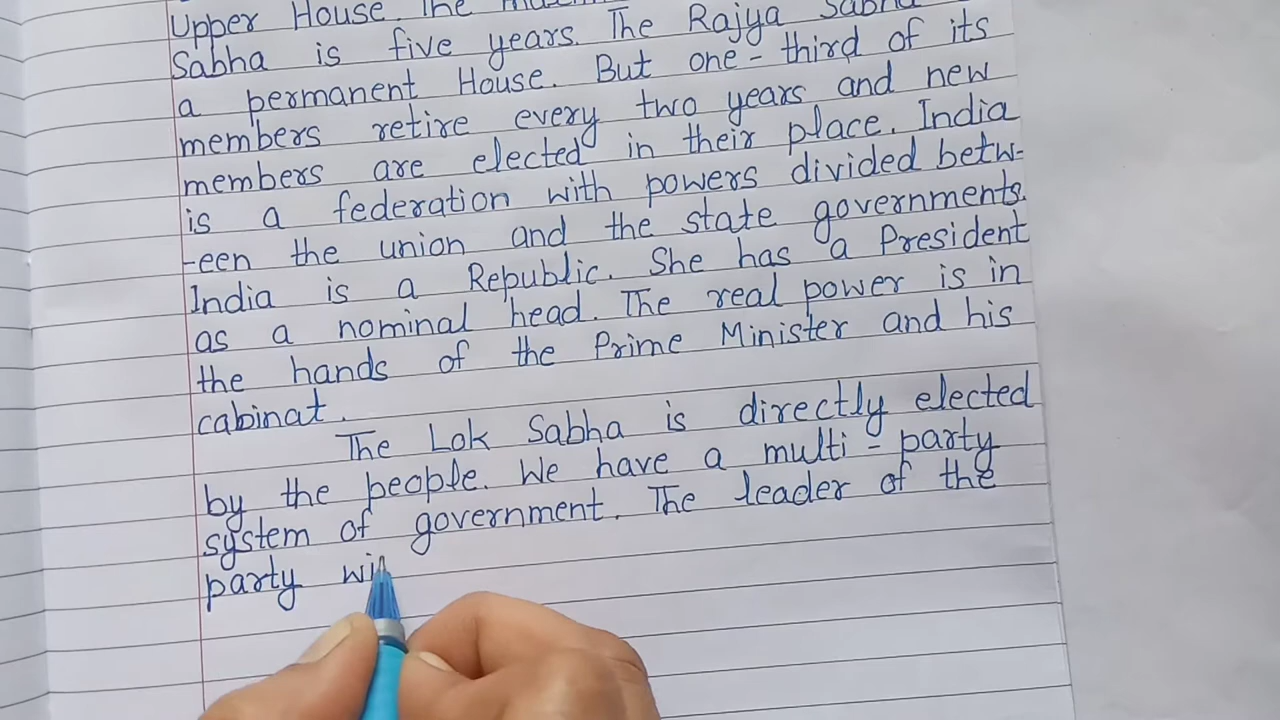 Upper House. The
Sabha is five years. The Rajya Sabha
a permanent House. But one-third of its
members retire every two years and new
members are elected in their place. India
is a federation with powers divided betw-
-een the union and the state governments.
India is a Republic. She has a President
as a nominal head. The real power is in
the hands of the Prime Minister and his
cabinat.
The Lok Sabha is directly elected
by the people. We have a multi-party
system of government. The leader of the
party wi